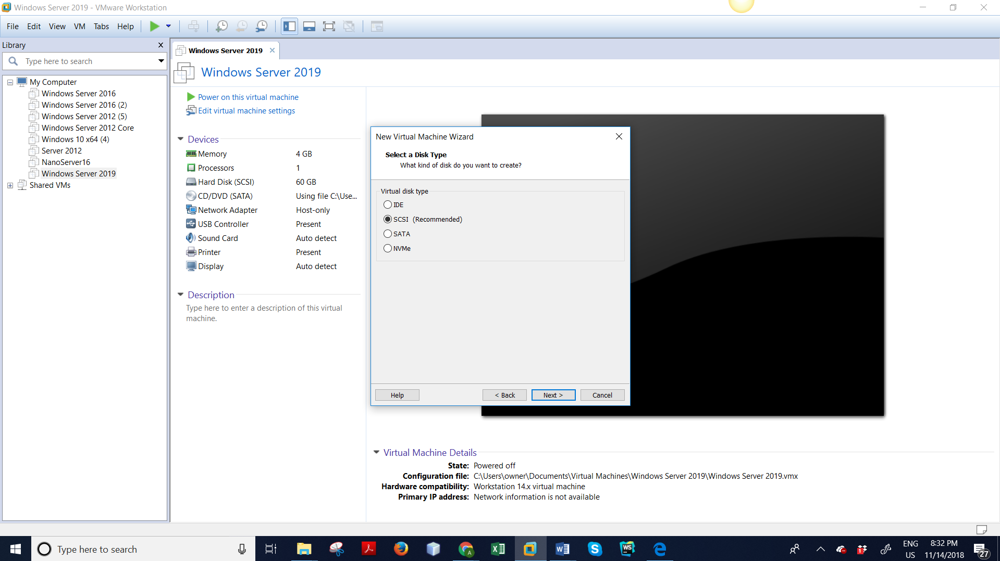 Windows Server 2019 - VMware Workstation
File Edit View VM Tabs Help
Library
Type here to search
My Computer
Windows Server 2016
Windows Server 2016 (2)
Windows Server 2012 (5)
Windows Server 2012 Core
Windows 10 x64 (4)
Server 2012
NanoServer16
Windows Server 2019
Shared VMs
Windows Server 2019
Windows Server 2019
Power on this virtual machine
Edit virtual machine settings
Devices
Memory 4 GB
Processors 1
Hard Disk (SCSI) 60 GB
CD/DVD (SATA) Using file C:\Use...
Network Adapter Host-only
USB Controller Present
Sound Card Auto detect
Printer Present
Display Auto detect
Description
Type here to enter a description of this virtual
machine.
New Virtual Machine Wizard
Select a Disk Type
What kind of disk do you want to create?
Virtual disk type
IDE
SCSI (Recommended)
SATA
NVMe
Help < Back Next > Cancel
Virtual Machine Details
State: Powered off
Configuration file: C:\Users\owner\Documents\Virtual Machines\Windows Server 2019\Windows Server 2019.vmx
Hardware compatibility: Workstation 14.x virtual machine
Primary IP address: Network information is not available
Type here to search
A
WS
1
ENG
US
8:32 PM
11/14/2018
27